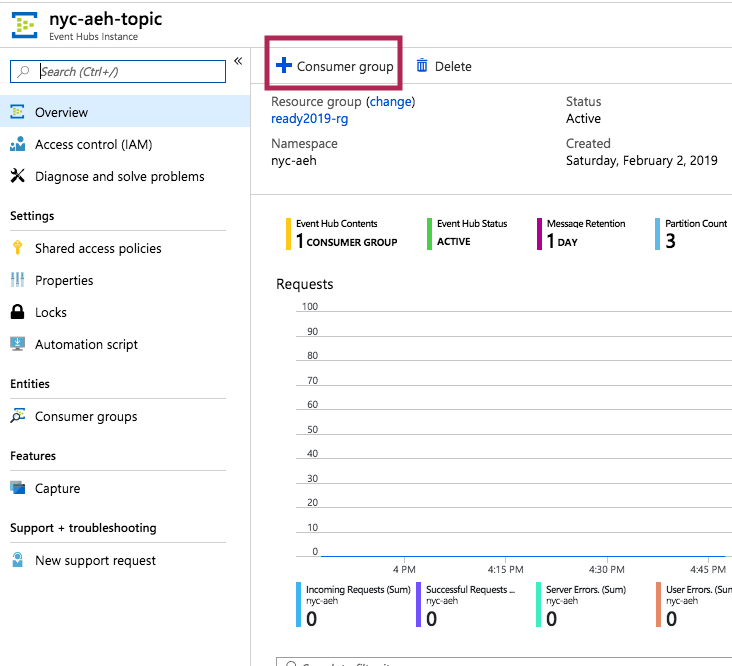 nyc-aeh-topic
Event Hubs Instance
Search (Ctrl+/)
«
Overview
Access control (IAM)
Diagnose and solve problems
Settings
Shared access policies
Properties
Locks
Automation script
Entities
Consumer groups
Features
Capture
Support + troubleshooting
New support request
Consumer group
Delete
Resource group (change)
ready2019-rg
Namespace
nyc-aeh
Status
Active
Created
Saturday, February 2, 2019
Event Hub Contents
1 CONSUMER GROUP
Event Hub Status
ACTIVE
Message Retention
1 DAY
Partition Count
3
Requests
100
90
80
70
60
50
40
30
20
10
0
4 PM
4:15 PM
4:30 PM
4:45 PM
Incoming Requests (Sum)
nyc-aeh
0
Successful Requests ...
nyc-aeh
0
Server Errors. (Sum)
nyc-aeh
0
User Errors. (Sum
nyc-aeh
0